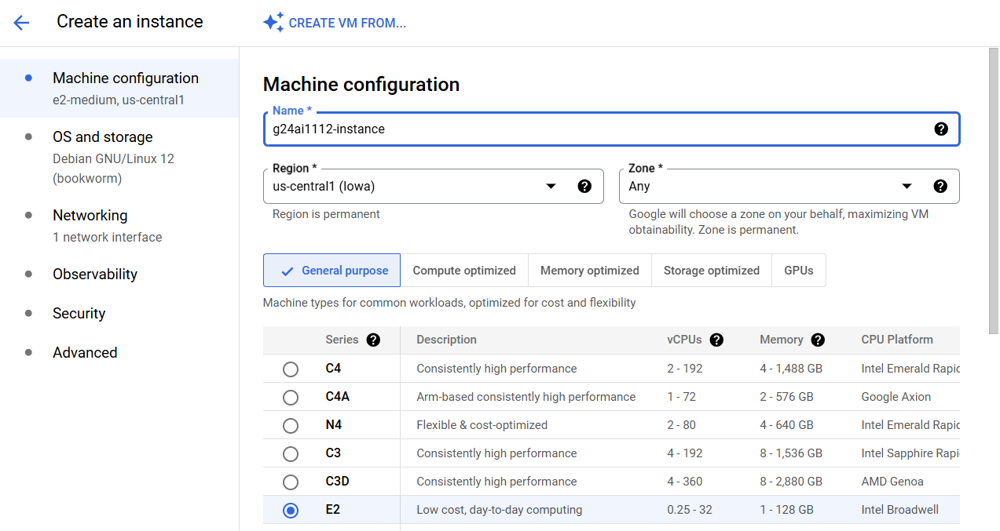 Create an instance
CREATE VM FROM...
Machine configuration
e2-medium, us-central1
OS and storage
Debian GNU/Linux 12
(bookworm)
Networking
1 network interface
Observability
Security
Advanced
Machine configuration
Name *
g24ai1112-instance
Region *
us-central1 (Iowa)
Region is permanent
Zone *
Any
Google will choose a zone on your behalf, maximizing VM
obtainability. Zone is permanent.
General purpose Compute optimized Memory optimized Storage optimized GPUs
Machine types for common workloads, optimized for cost and flexibility
Series Description vCPUs Memory CPU Platform
C4 Consistently high performance 2 - 192 4 - 1,488 GB Intel Emerald Rapid
C4A Arm-based consistently high performance 1 - 72 2 - 576 GB Google Axion
N4 Flexible & cost-optimized 2 - 80 4 - 640 GB Intel Emerald Rapid
C3 Consistently high performance 4 - 192 8 - 1,536 GB Intel Sapphire Rapi
C3D Consistently high performance 4 - 360 8 - 2,880 GB AMD Genoa
E2 Low cost, day-to-day computing 0.25 - 32 1 - 128 GB Intel Broadwell